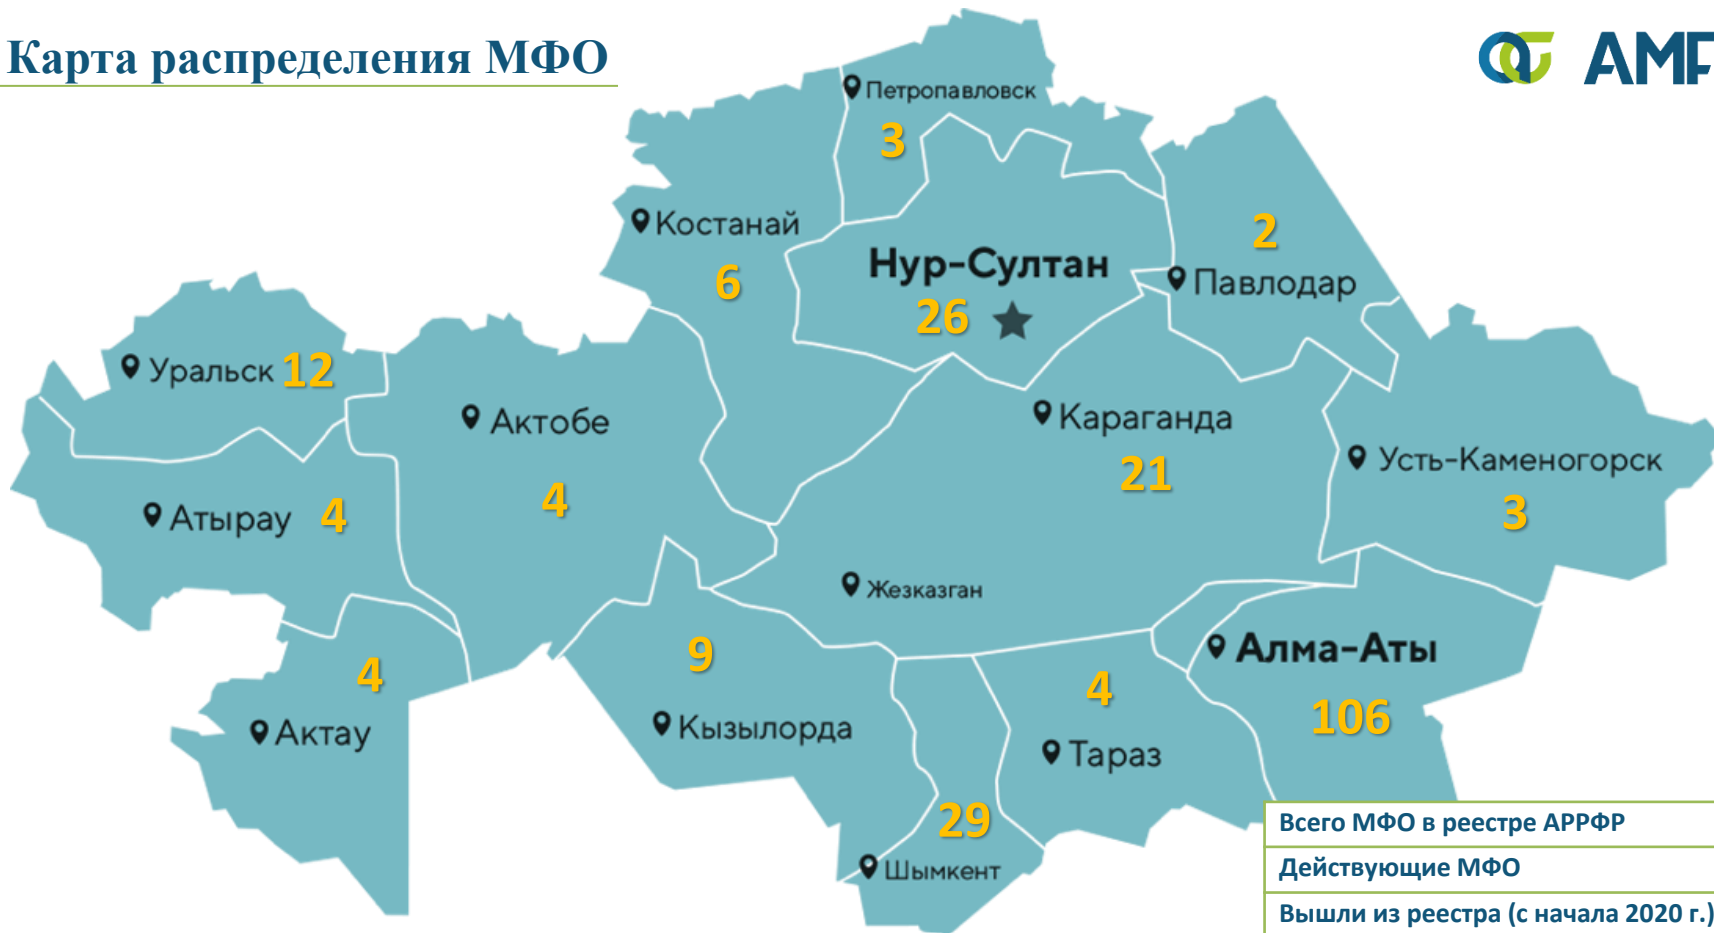 Карта распределения МФО
AMF
Петропавловск
3
Костанай
6
Нур-Султан
26
2
Павлодар
Уральск 12
Актобе
4
Караганда
21
Усть-Каменогорск
3
Атырау 4
Жезказган
9
Кызылорда
4
Актау
4
Тараз
Алма-Аты
106
29
Шымкент
Всего МФО в реестре АРРФР
Действующие МФО
Вышли из реестра (с начала 2020 г.)